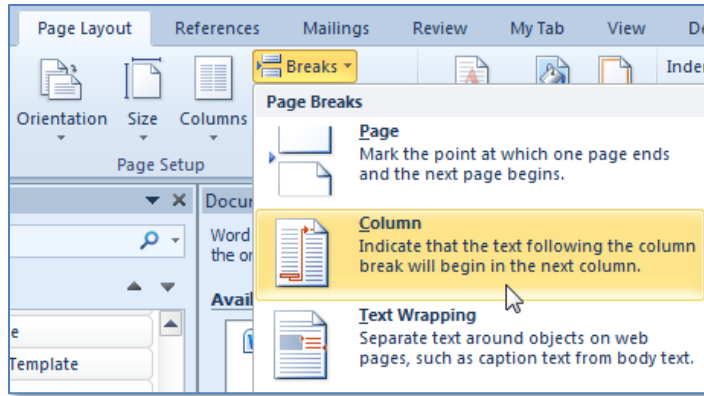 Page Layout References Mailings Review My Tab View
Breaks
Orientation Size Columns
Page Setup
Page Breaks
Page
Mark the point at which one page ends
and the next page begins.
Column
Indicate that the text following the column
break will begin in the next column.
Text Wrapping
Separate text around objects on web
pages, such as caption text from body text.
Word
the
Template